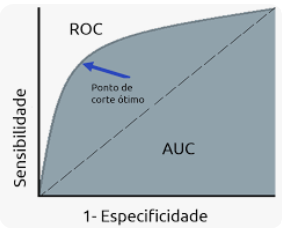 ROC
Ponto de
corte ótimo
Sensibilidade
AUC
1- Especificidade